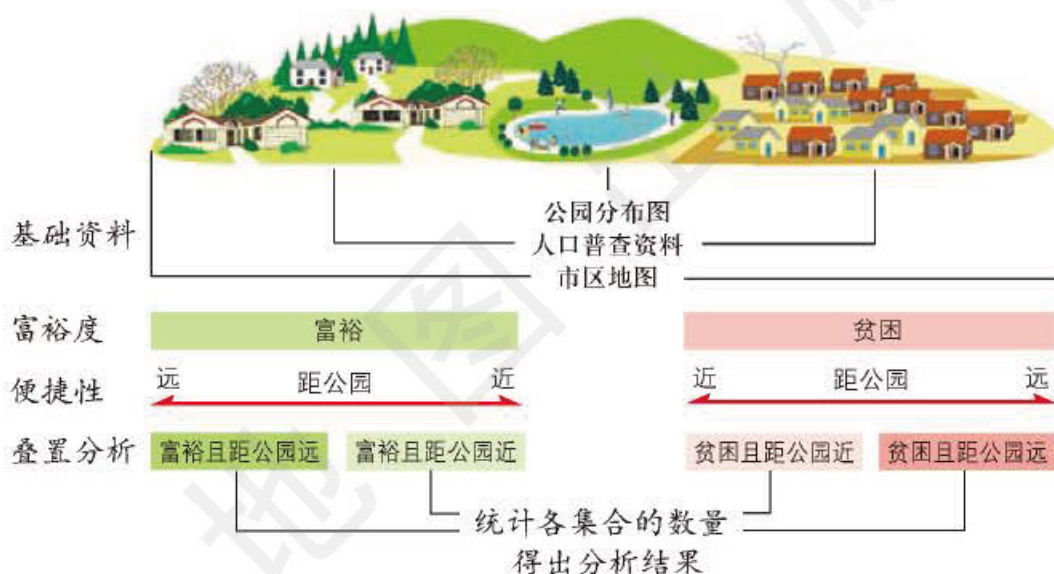 公园分布图
基础资料
人口普查资料
市区地图
富裕度
富裕
贫困
便捷性
远
距公园
近
近
距公园
远
叠置分析
富裕且距公园远
富裕且距公园近
贫困且距公园近
贫困且距公园远
统计各集合的数量
得出分析结果
地图